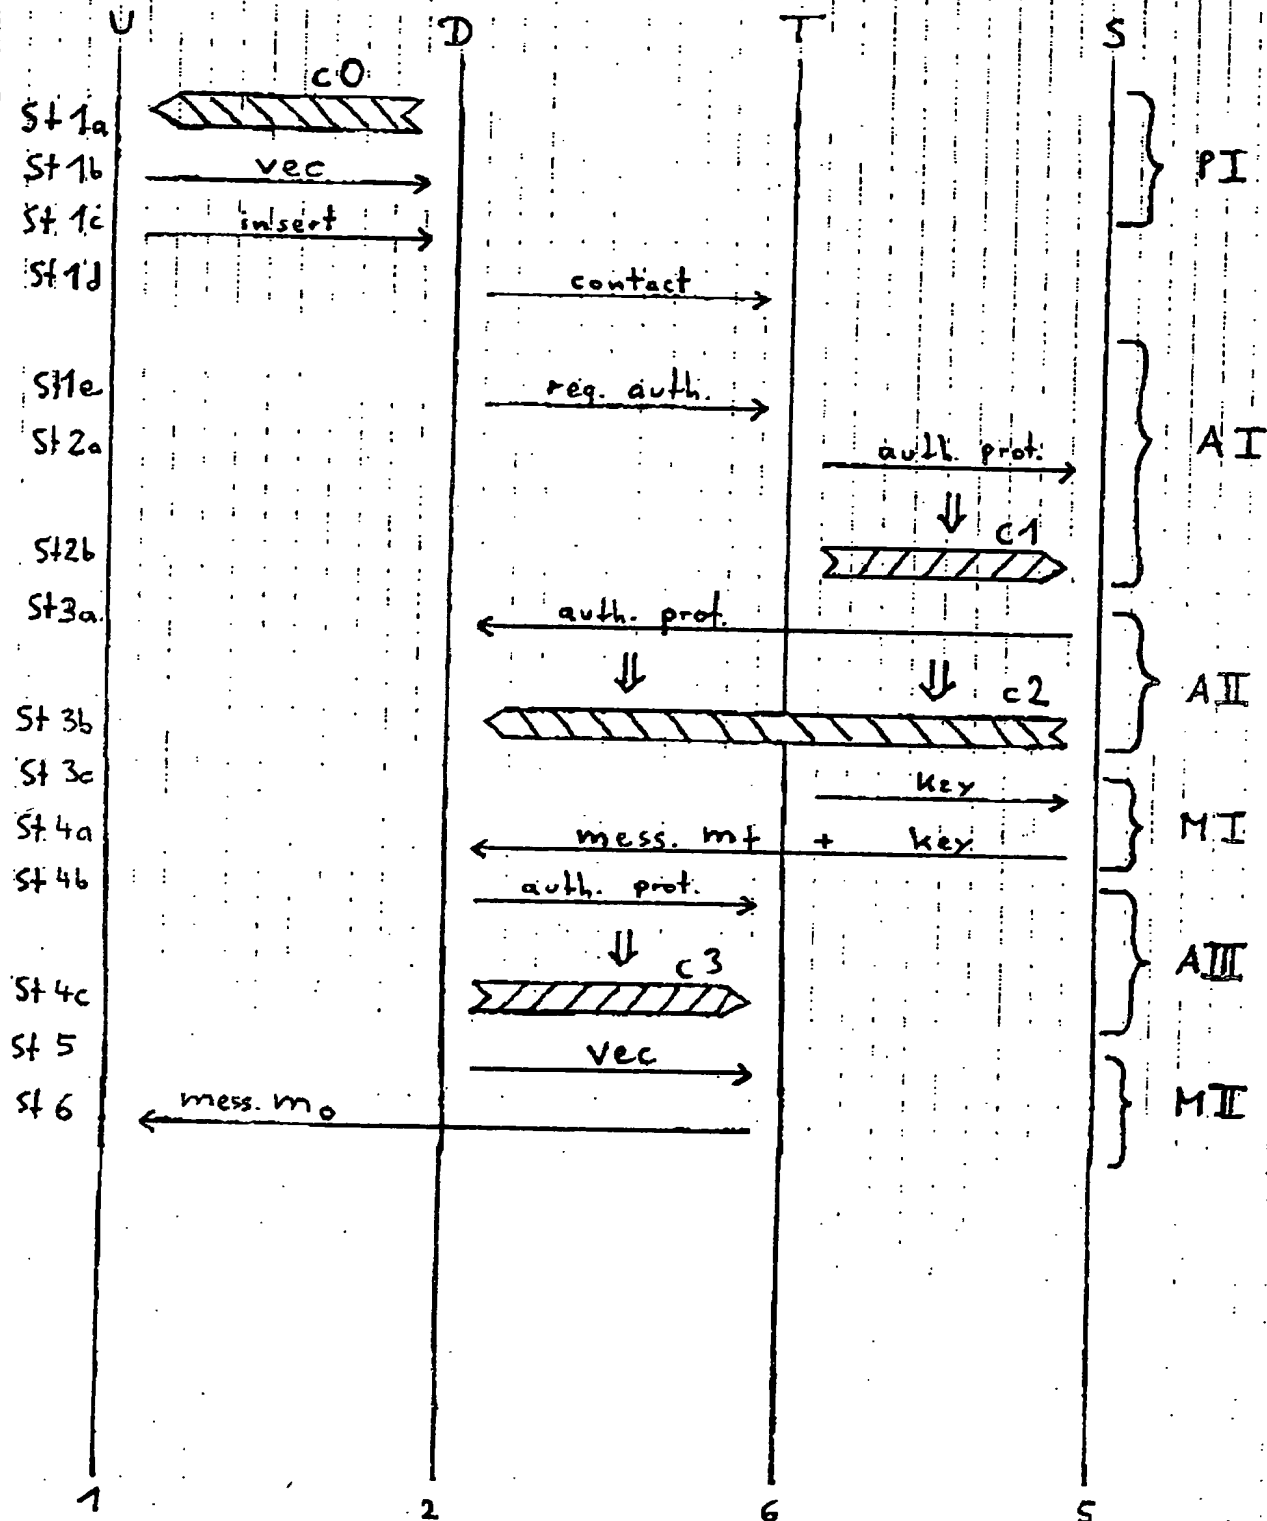 U D T S
c0
St 1a
St 1b vec PI
St 1c insert
St 1d contact
St1e req. auth.
St 2a auth. prot. AI
St2b c1
St3a. auth. prot.
c2 AII
St 3b
St 3c key
St. 4a mess. mt + key MI
St 4b auth. prot.
c3 AIII
St 4c
St 5 vec
St 6 mess. mo MII
1 2 6 5